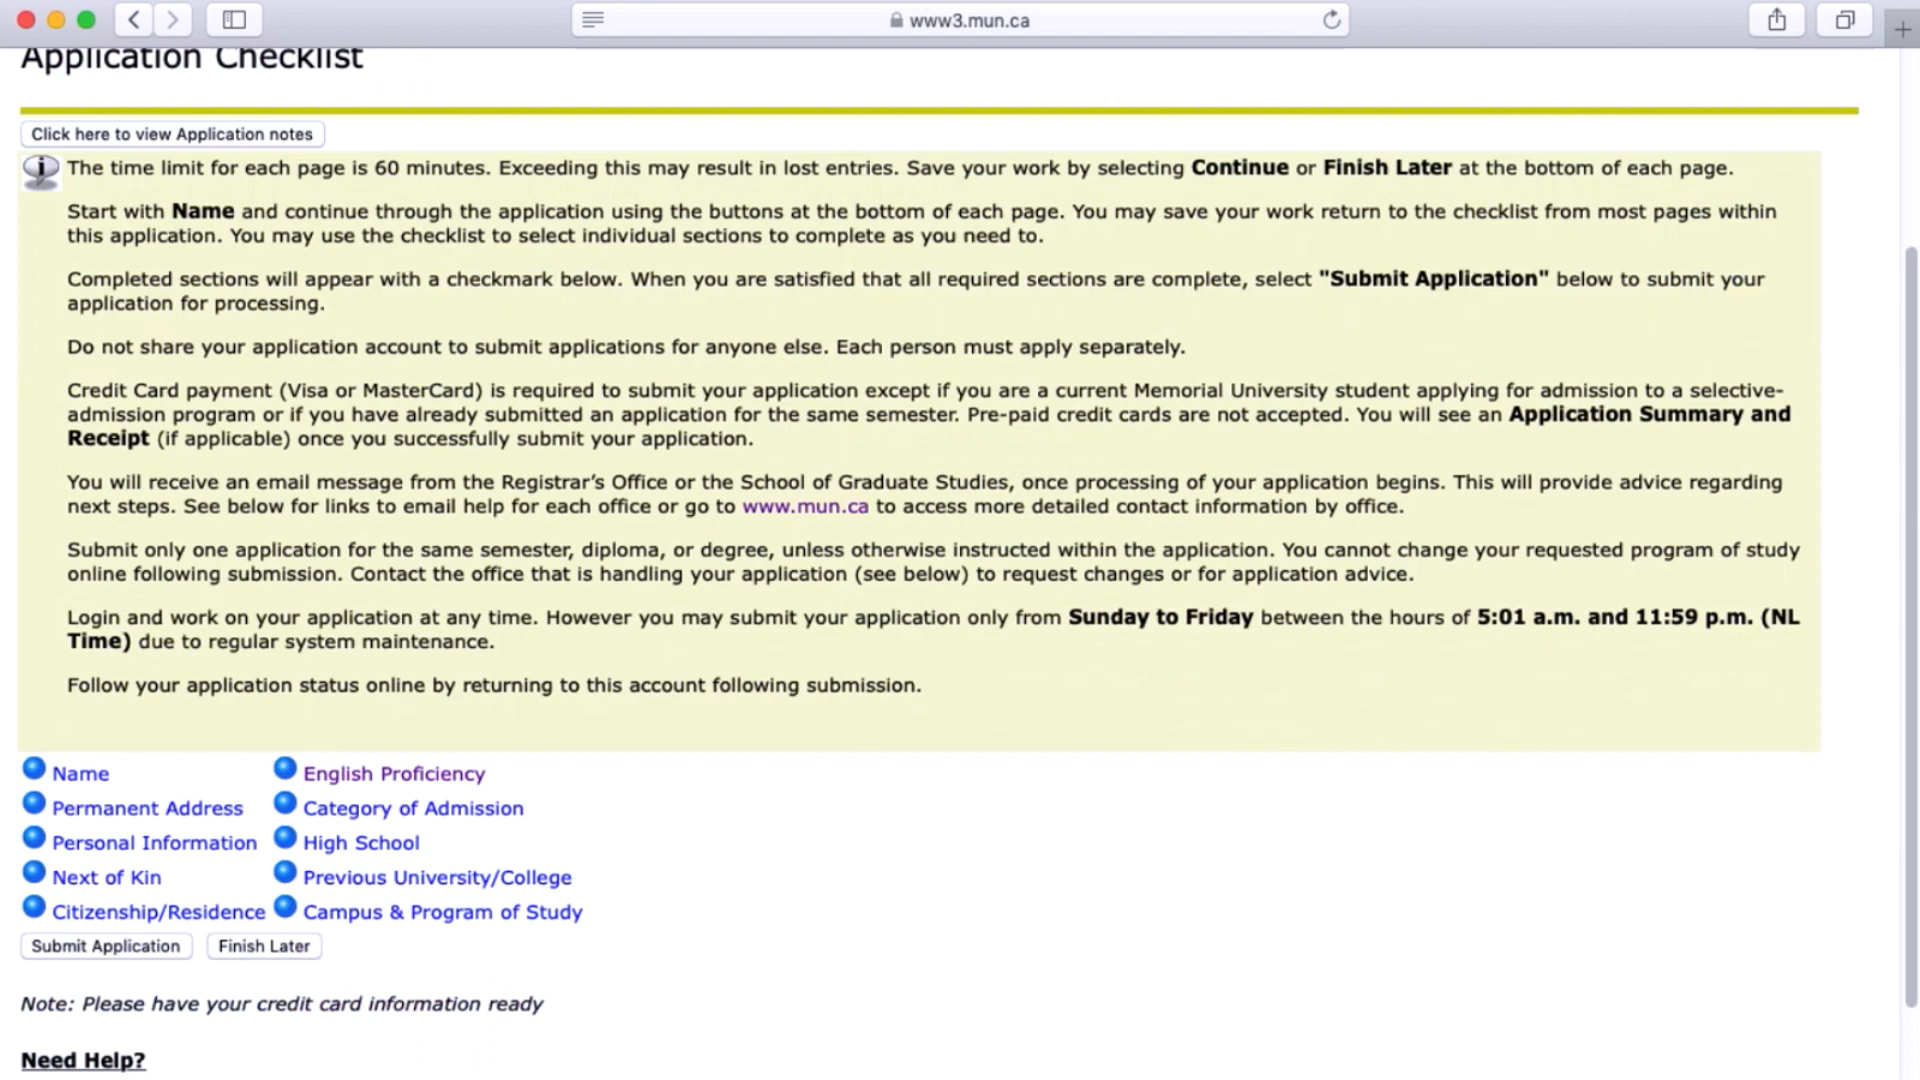 www3.mun.ca
Application Checklist
Click here to view Application notes
The time limit for each page is 60 minutes. Exceeding this may result in lost entries. Save your work by selecting Continue or Finish Later at the bottom of each page.
Start with Name and continue through the application using the buttons at the bottom of each page. You may save your work return to the checklist from most pages within
this application. You may use the checklist to select individual sections to complete as you need to.
Completed sections will appear with a checkmark below. When you are satisfied that all required sections are complete, select "Submit Application" below to submit your
application for processing.
Do not share your application account to submit applications for anyone else. Each person must apply separately.
Credit Card payment (Visa or MasterCard) is required to submit your application except if you are a current Memorial University student applying for admission to a selective-
admission program or if you have already submitted an application for the same semester. Pre-paid credit cards are not accepted. You will see an Application Summary and
Receipt (if applicable) once you successfully submit your application.
You will receive an email message from the Registrar's Office or the School of Graduate Studies, once processing of your application begins. This will provide advice regarding
next steps. See below for links to email help for each office or go to www.mun.ca to access more detailed contact information by office.
Submit only one application for the same semester, diploma, or degree, unless otherwise instructed within the application. You cannot change your requested program of study
online following submission. Contact the office that is handling your application (see below) to request changes or for application advice.
Login and work on your application at any time. However you may submit your application only from Sunday to Friday between the hours of 5:01 a.m. and 11:59 p.m. (NL
Time) due to regular system maintenance.
Follow your application status online by returning to this account following submission.
Name English Proficiency
Permanent Address Category of Admission
Personal Information High School
Next of Kin Previous University/College
Citizenship/Residence Campus & Program of Study
Submit Application Finish Later
Note: Please have your credit card information ready
Need Help?